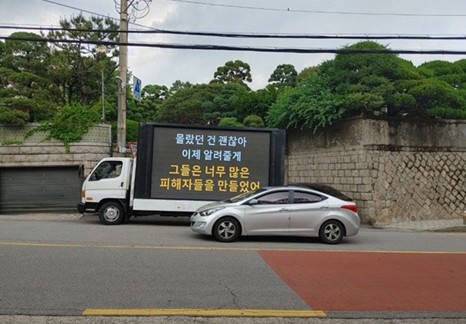 몰랐던 건 괜찮아
이제 알려줄게
그들은 너무 많은
피해자들을 만들었어